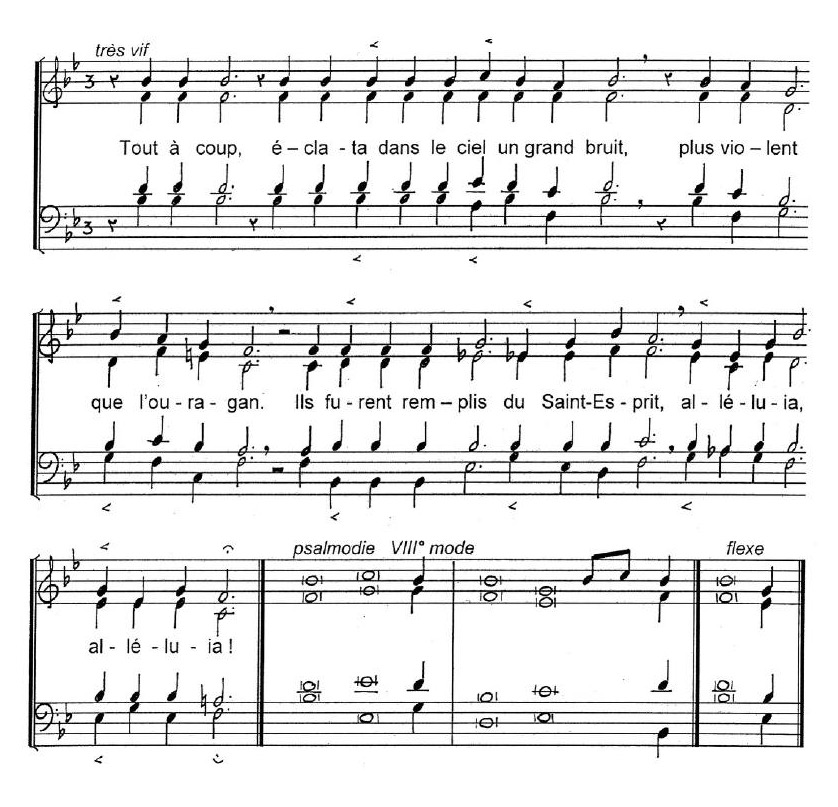 très vif
3
Tout à coup, é – cla - ta dans le ciel un grand bruit, plus vio – lent
3
que l'ou - ra - gan. Ils fu - rent rem – plis du Saint-Es - prit, al - lé - lu - ia,
psalmodie VIII° mode flexe
al - lé - lu - ia !